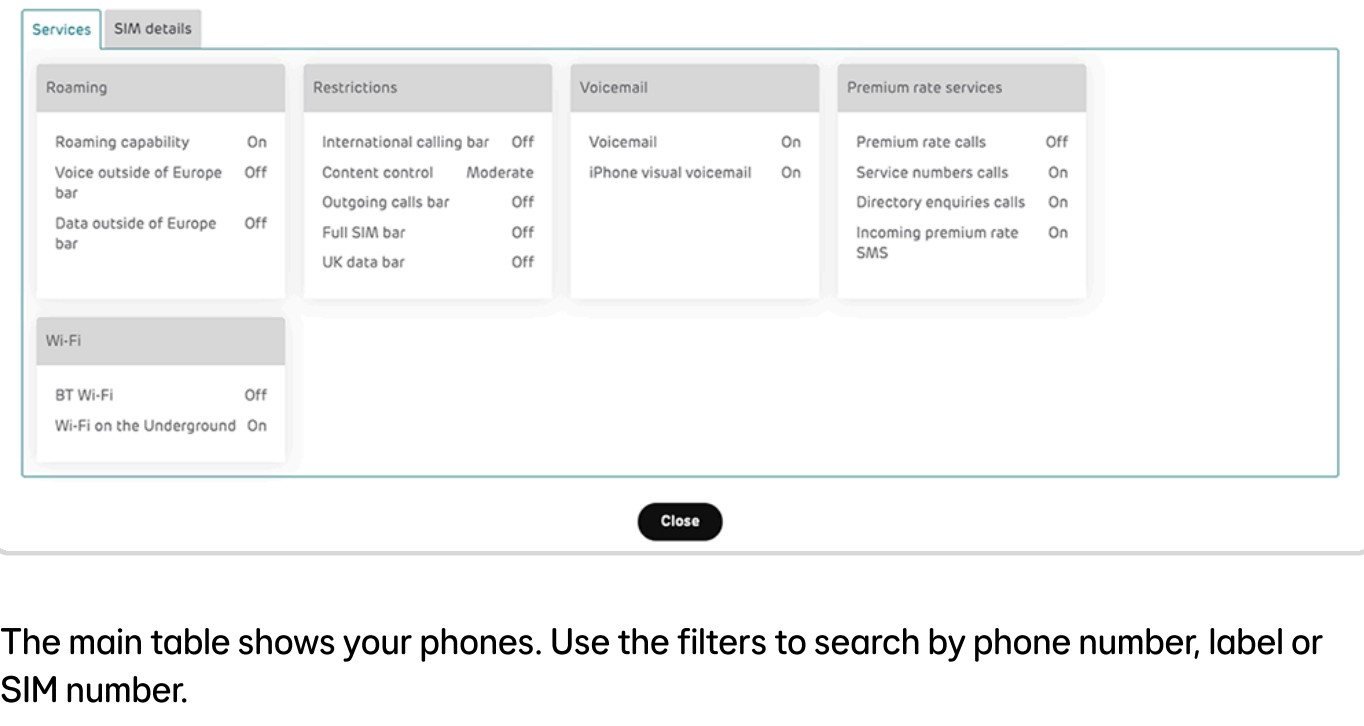 Services
SIM details
Roaming
Roaming capability On
Voice outside of Europe Off
bar
Data outside of Europe Off
bar
Restrictions
International calling bar Off
Content control Moderate
Outgoing calls bar Off
Full SIM bar Off
UK data bar Off
Voicemail
Voicemail On
iPhone visual voicemail On
Premium rate services
Premium rate calls Off
Service numbers calls On
Directory enquiries calls On
Incoming premium rate On
SMS
Wi-Fi
BT Wi-Fi Off
Wi-Fi on the Underground On
Close
The main table shows your phones. Use the filters to search by phone number, label or
SIM number.